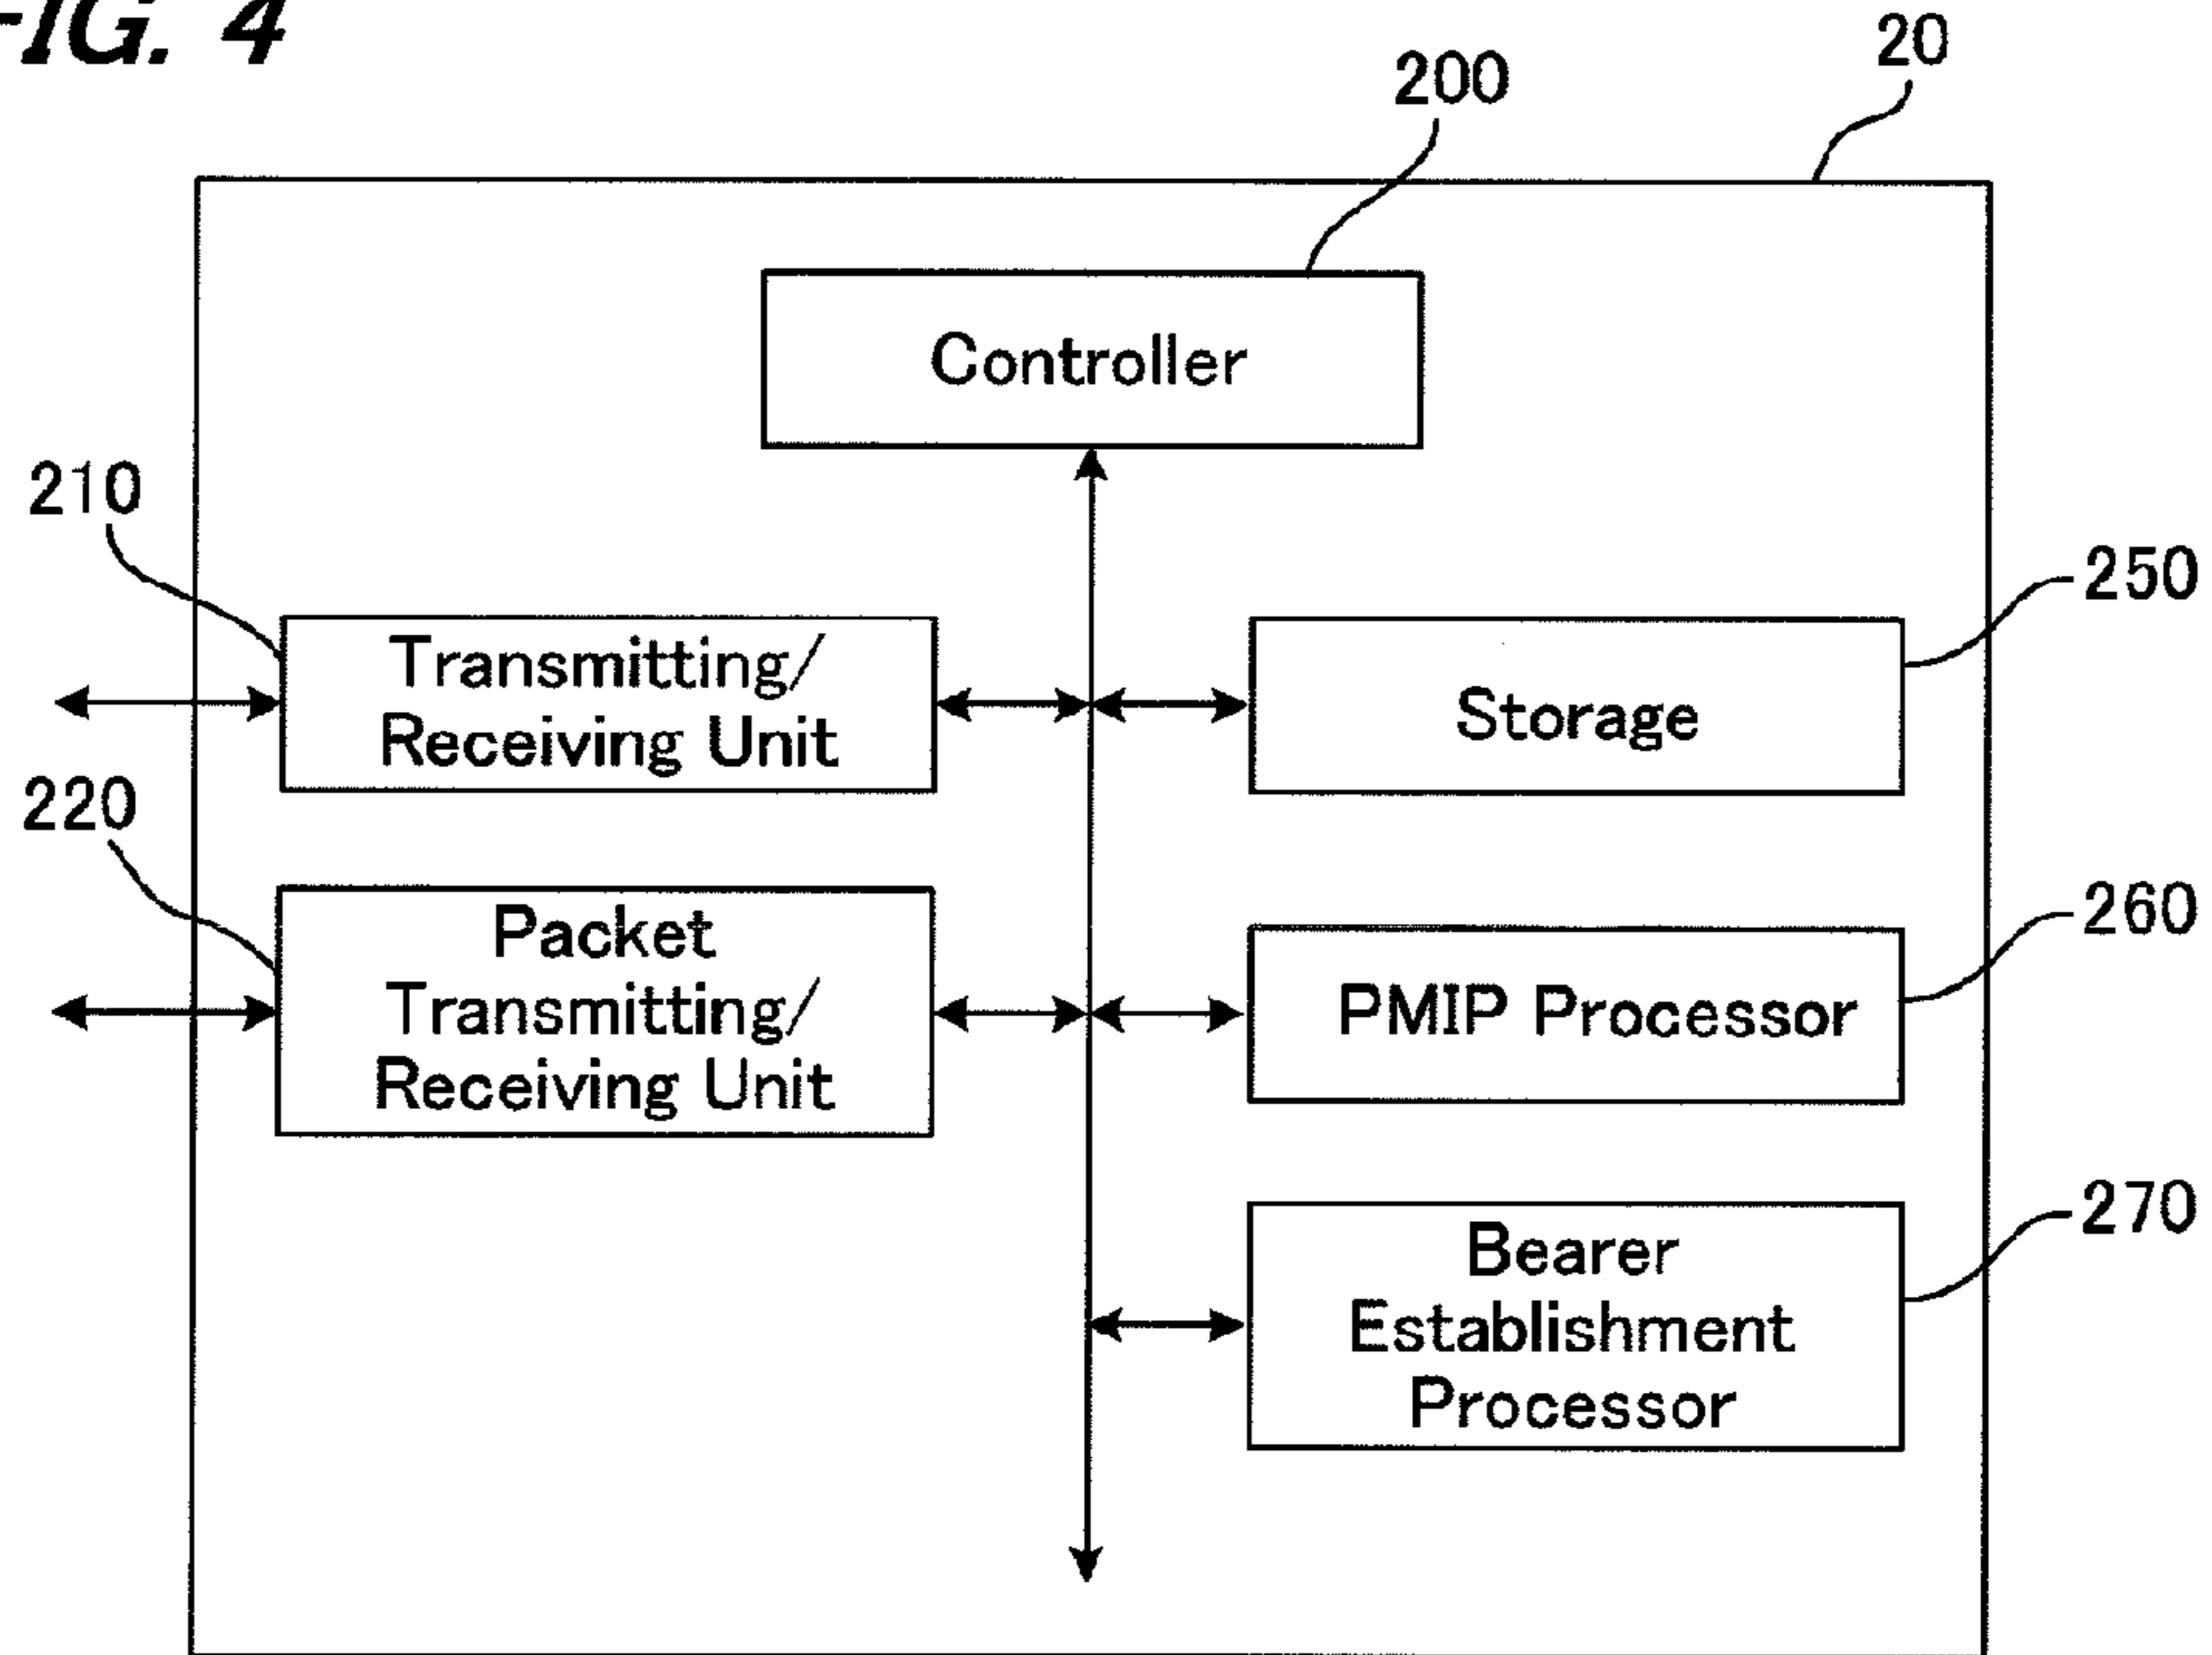 FIG. 4
20
200
Controller
210
Transmitting/
Receiving Unit
250
Storage
220
Packet
Transmitting/
Receiving Unit
260
PMIP Processor
270
Bearer
Establishment
Processor